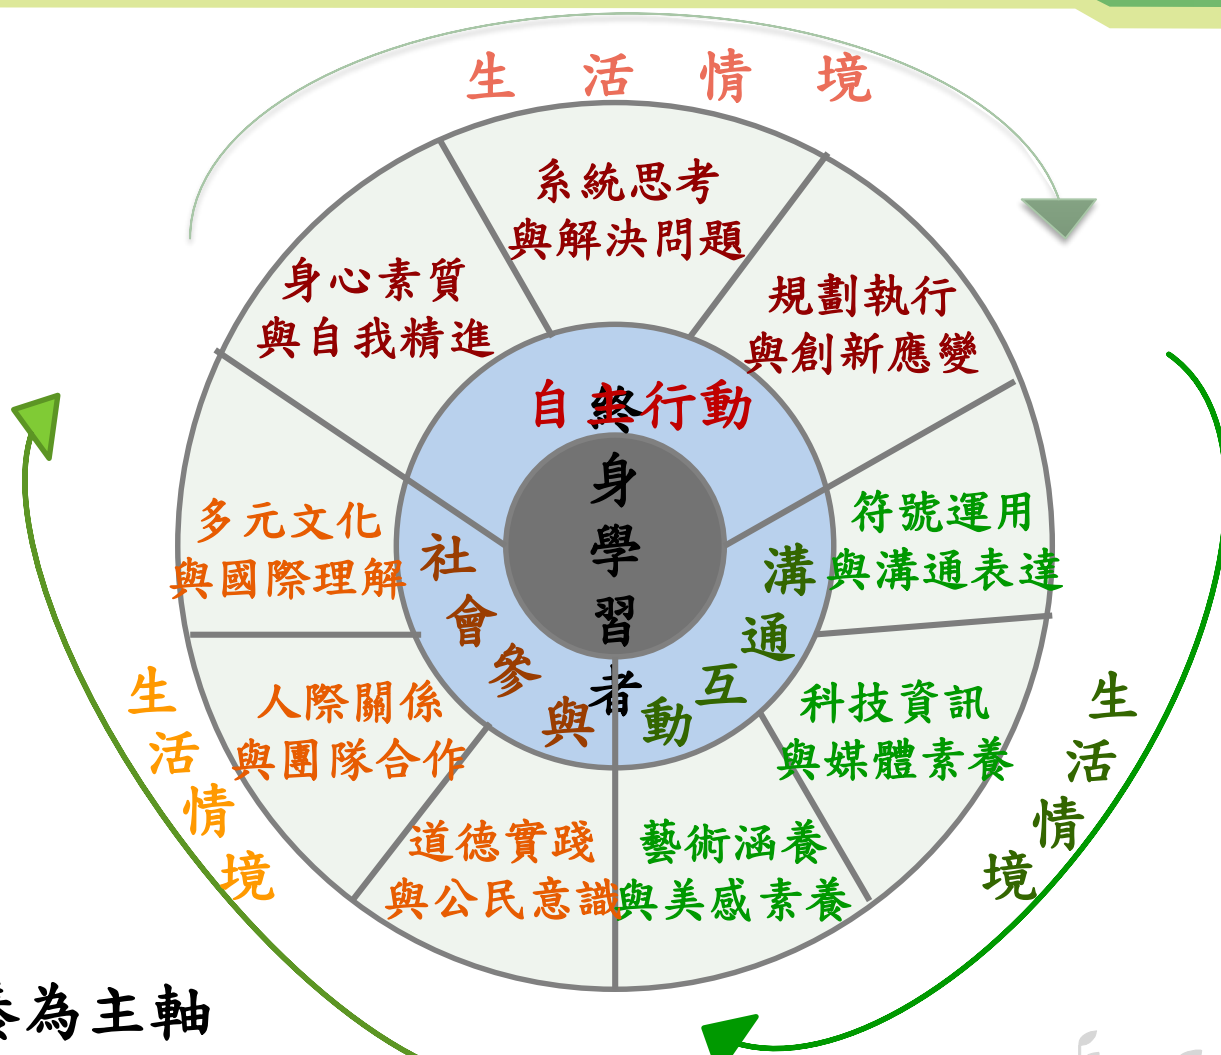 生活情境
系統思考
與解決問題
身心素質
與自我精進
規劃執行
與創新應變
自主行動
終身學習者
多元文化
與國際理解
社會參與
溝通互動
符號運用
與溝通表達
人際關係
與團隊合作
科技資訊
與媒體素養
生活情境
生活情境
道德實踐
與公民意識
藝術涵養
與美感素養
養為主軸